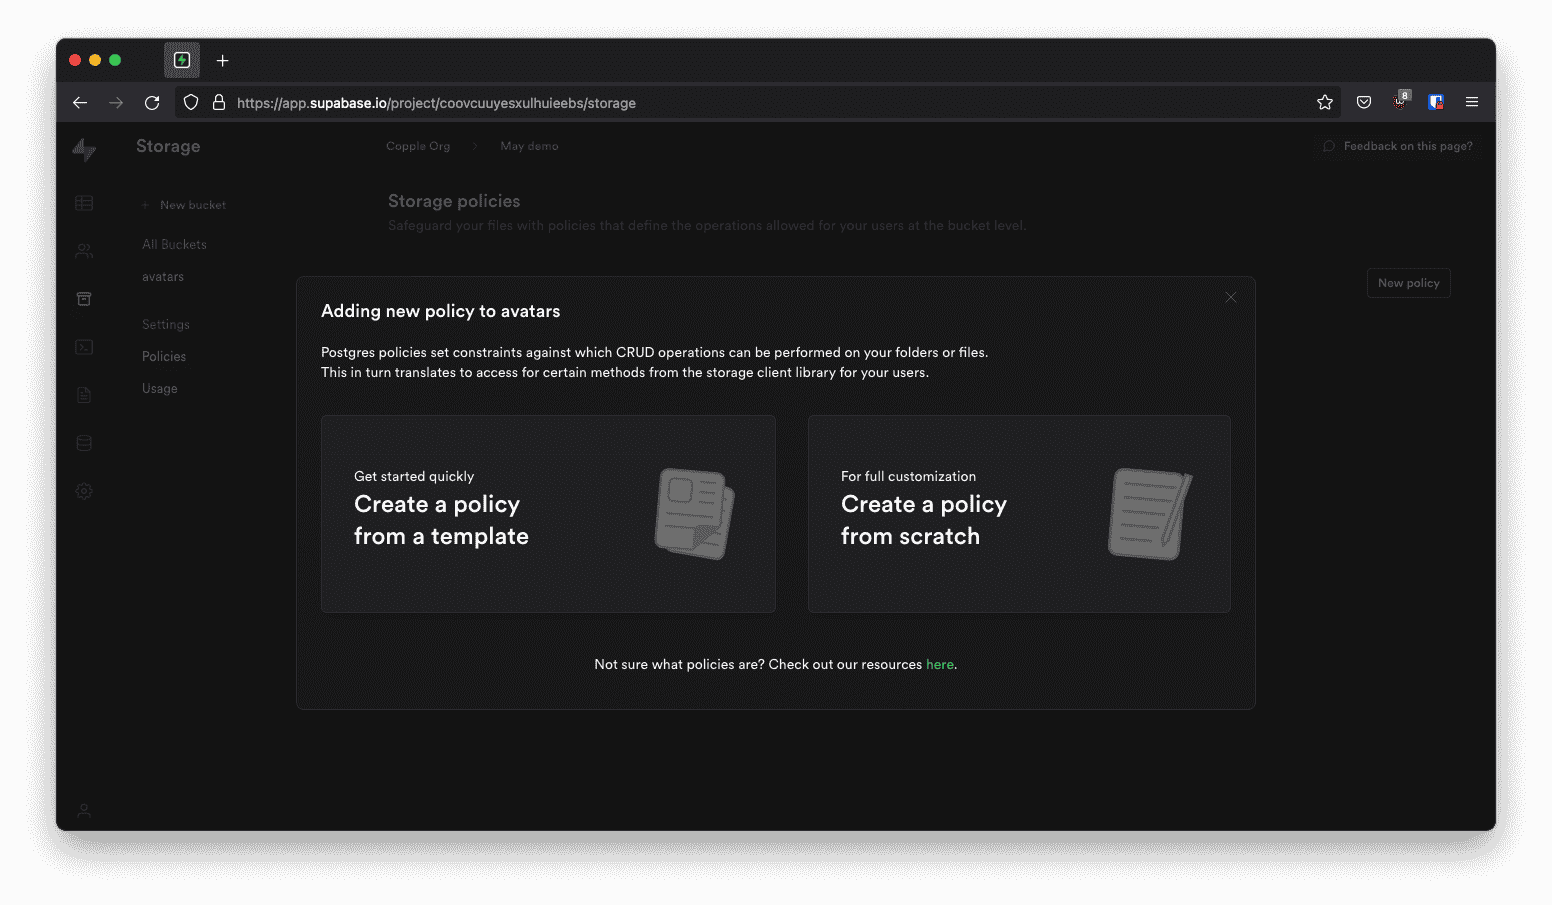 8
https://app.supabase.io/project/coovcuuyesxulhuieebs/storage
Storage
Copple Org
May demo
Feedback on this page?
New bucket
All Buckets
avatars
Settings
Policies
Usage
Storage policies
Safeguard your files with policies that define the operations allowed for your users at the bucket level.
New policy
Adding new policy to avatars
Postgres policies set constraints against which CRUD operations can be performed on your folders or files.
This in turn translates to access for certain methods from the storage client library for your users.
Get started quickly
Create a policy
from a template
For full customization
Create a policy
from scratch
Not sure what policies are? Check out our resources here.